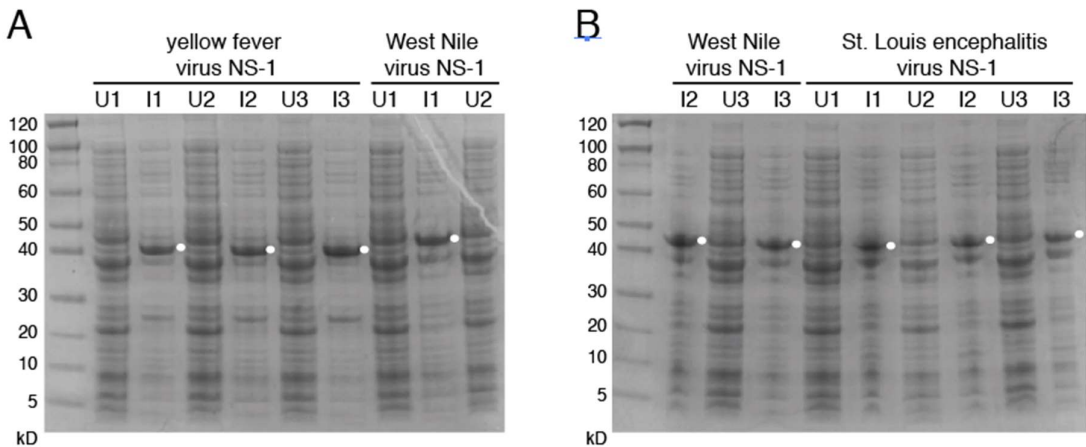 A
yellow fever virus NS-1
West Nile virus NS-1
U1 I1 U2 I2 U3 I3 U1 I1 U2
120
100
80
60
50
40
30
20
10
5
kD
B
West Nile virus NS-1
St. Louis encephalitis virus NS-1
I2 U3 I3 U1 I1 U2 I2 U3 I3
120
100
80
60
50
40
30
20
10
5
kD